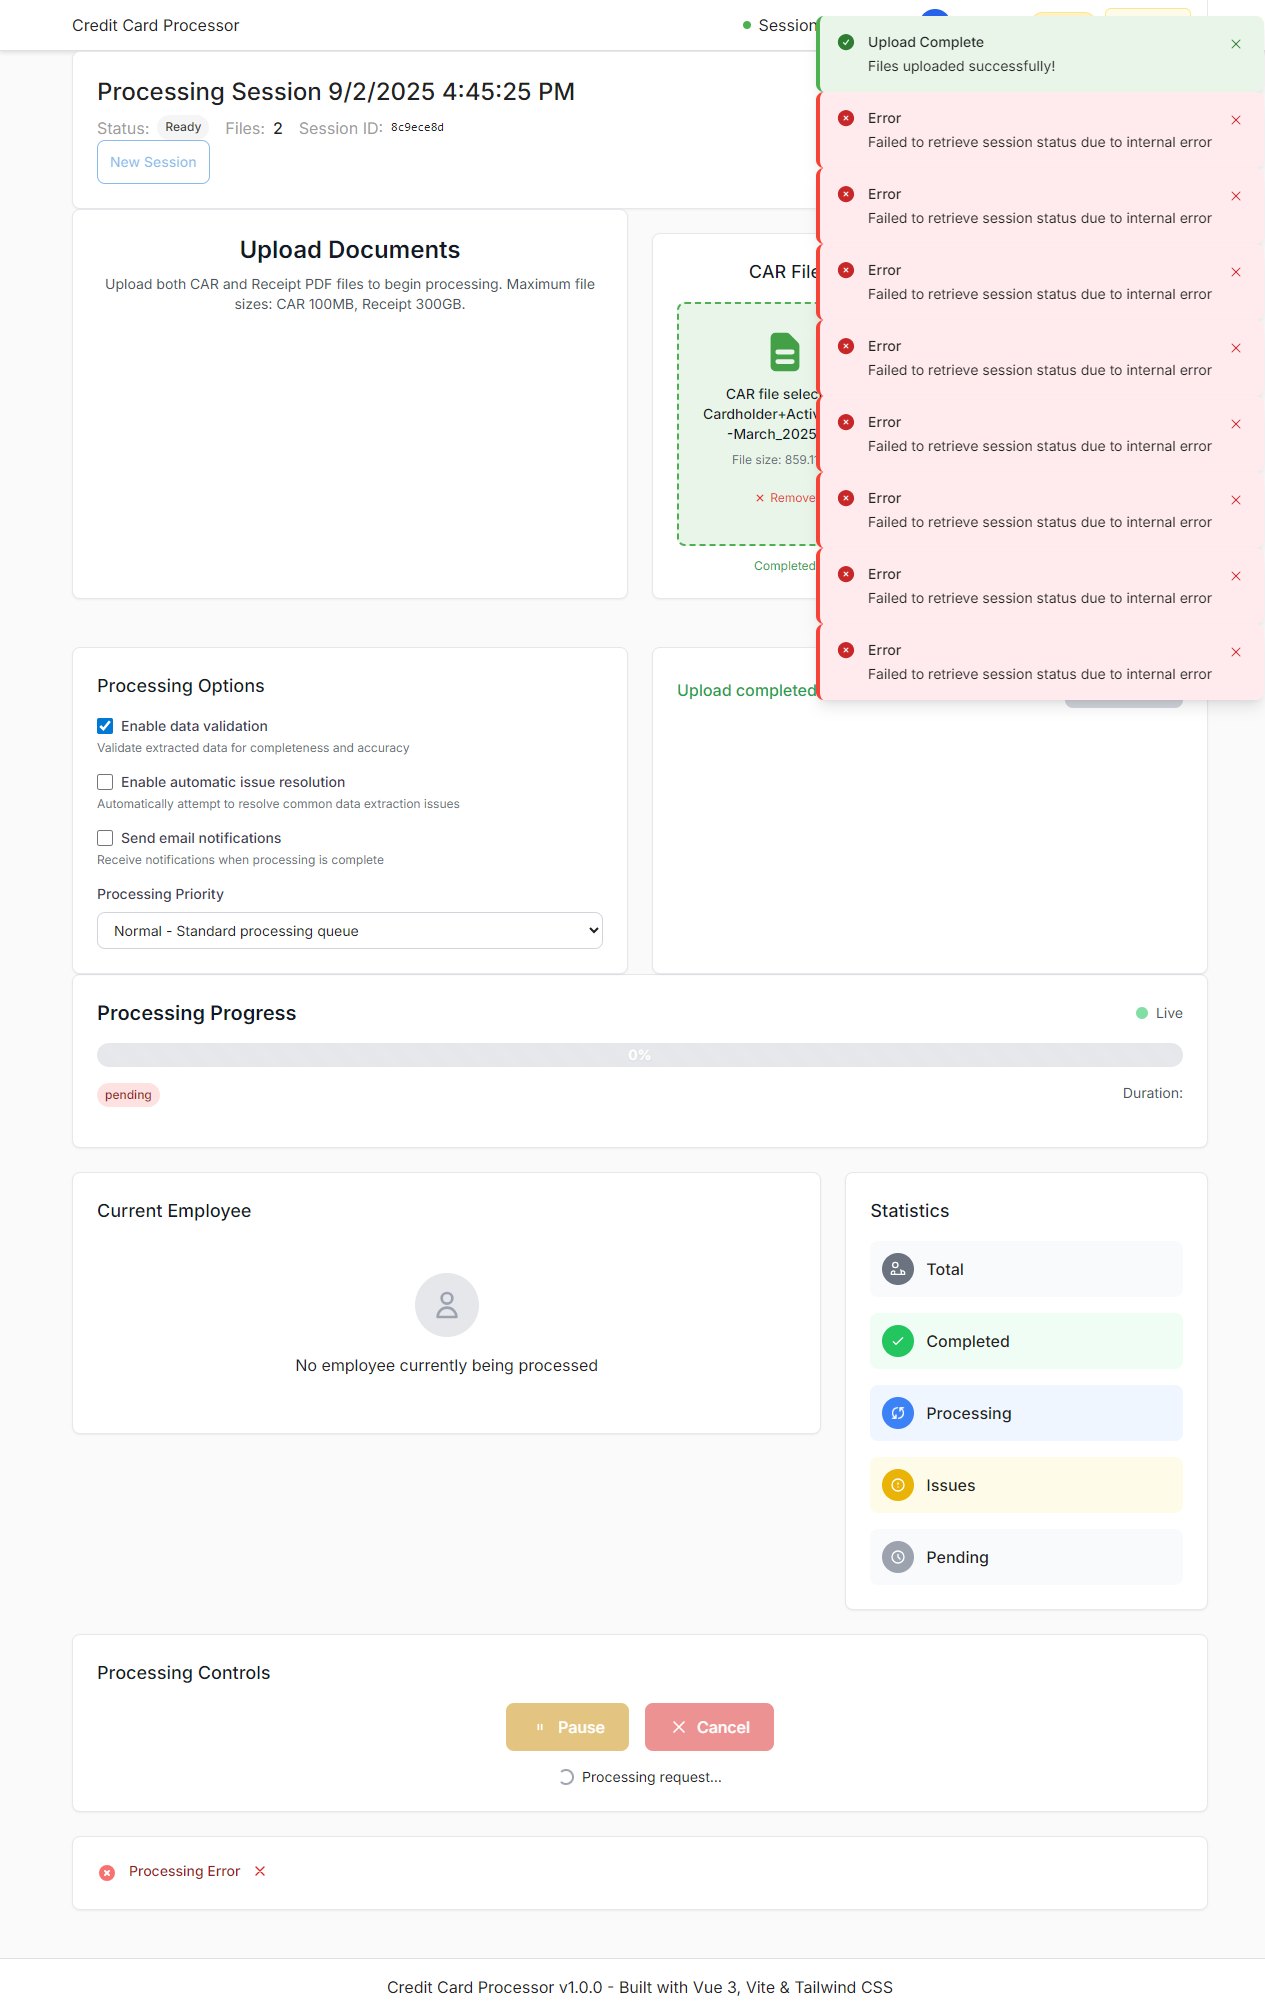 Credit Card Processor
Session
Upload Complete
Files uploaded successfully!
Error
Failed to retrieve session status due to internal error
Error
Failed to retrieve session status due to internal error
Error
Failed to retrieve session status due to internal error
Error
Failed to retrieve session status due to internal error
Error
Failed to retrieve session status due to internal error
Error
Failed to retrieve session status due to internal error
Error
Failed to retrieve session status due to internal error
Error
Failed to retrieve session status due to internal error
Processing Session 9/2/2025 4:45:25 PM
Status: Ready Files: 2 Session ID: 8c9ece8d
New Session
Upload Documents
Upload both CAR and Receipt PDF files to begin processing. Maximum file
sizes: CAR 100MB, Receipt 300GB.
CAR File
CAR file selec
Cardholder+Activ
-March_2025
File size: 859.1
Remove
Completed
Processing Options
Enable data validation
Validate extracted data for completeness and accuracy
Enable automatic issue resolution
Automatically attempt to resolve common data extraction issues
Send email notifications
Receive notifications when processing is complete
Processing Priority
Normal - Standard processing queue
Upload completed
Processing Progress
Live
0%
pending
Duration:
Current Employee
No employee currently being processed
Statistics
Total
Completed
Processing
Issues
Pending
Processing Controls
Pause
Cancel
Processing request...
Processing Error
Credit Card Processor v1.0.0 - Built with Vue 3, Vite & Tailwind CSS